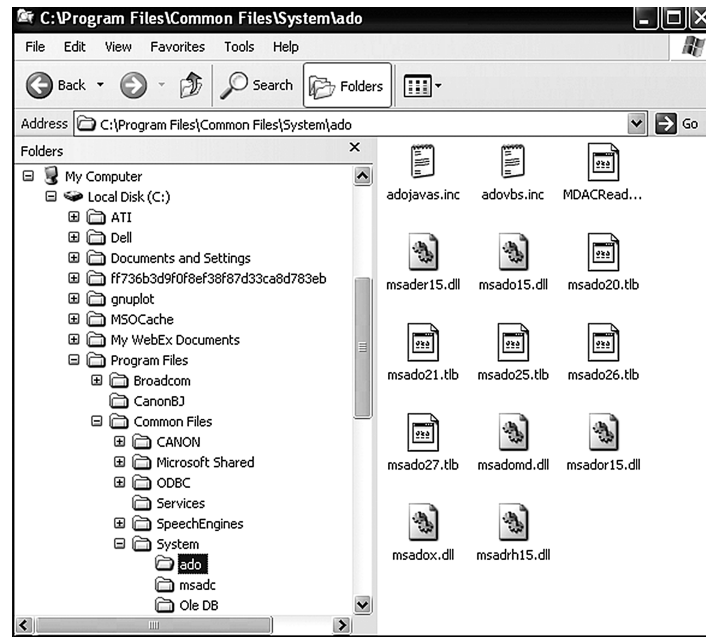 C:\Program Files\Common Files\System\ado
File Edit View Favorites Tools Help
Back Search Folders
Address C:\Program Files\Common Files\System\ado Go
Folders
My Computer
Local Disk (C:)
ATI
Dell
Documents and Settings
ff736b3d9f0f8ef38f87d33ca8d783eb
gnuplot
MSOCache
My WebEx Documents
Program Files
Broadcom
CanonBJ
Common Files
CANON
Microsoft Shared
ODBC
Services
SpeechEngines
System
ado
msadc
Ole DB
adojavas.inc adovbs.inc MDACRead...
msader15.dll msado15.dll msado20.tlb
msado21.tlb msado25.tlb msado26.tlb
msado27.tlb msadomd.dll msador15.dll
msadox.dll msadrh15.dll